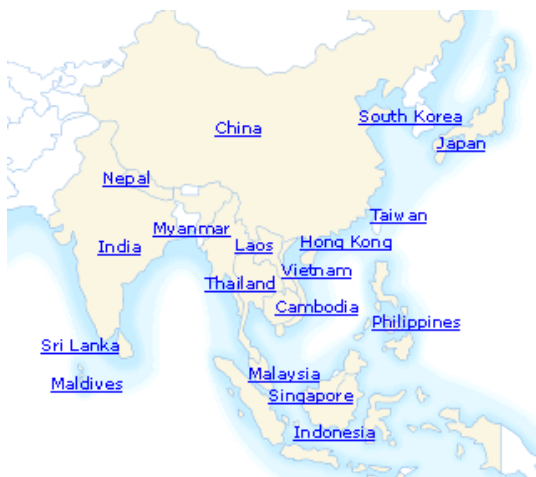 China
South Korea
Japan
Nepal
Taiwan
Myanmar
Laos
Hong Kong
India
Vietnam
Thailand
Cambodia
Philippines
Sri Lanka
Malaysia
Maldives
Singapore
Indonesia